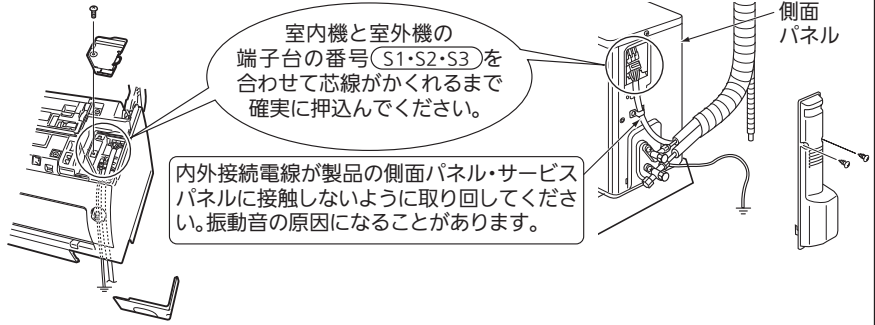 室内機と室外機の
端子台の番号(S1・S2・S3)を
合わせて芯線がかくれるまで
確実に押込んでください。
側面
パネル
内外接続電線が製品の側面パネル・サービス
パネルに接触しないように取り回してくださ
い。振動音の原因になることがあります。